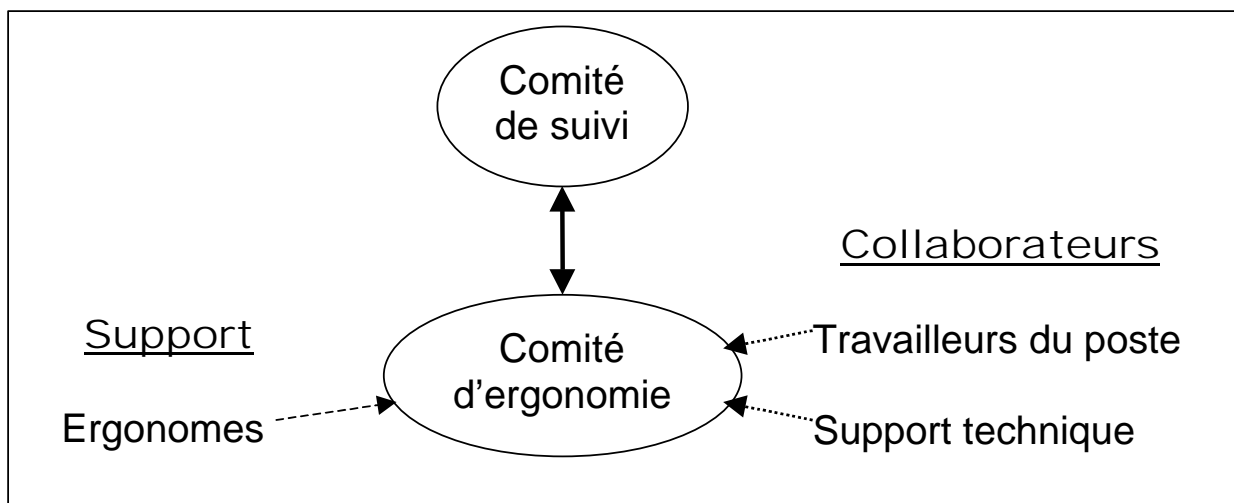 Comité
de suivi
Collaborateurs
Support
Comité
d'ergonomie
Travailleurs du poste
Ergonomes
Support technique